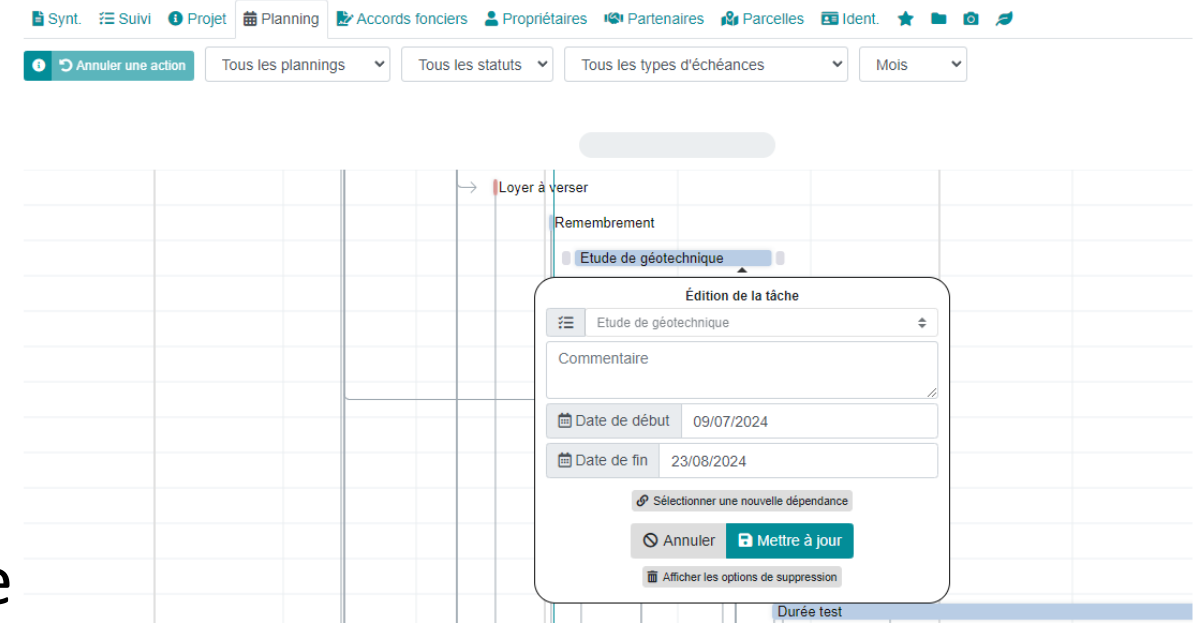 Synt. Suivi Projet Planning Accords fonciers Propriétaires Partenaires Parcelles Ident.
Annuler une action Tous les plannings Tous les statuts Tous les types d'échéances Mois
Loyer à verser
Remembrement
Etude de géotechnique
Édition de la tâche
Etude de géotechnique
Commentaire
Date de début 09/07/2024
Date de fin 23/08/2024
Sélectionner une nouvelle dépendance
Annuler Mettre à jour
Afficher les options de suppression
e
Durée test